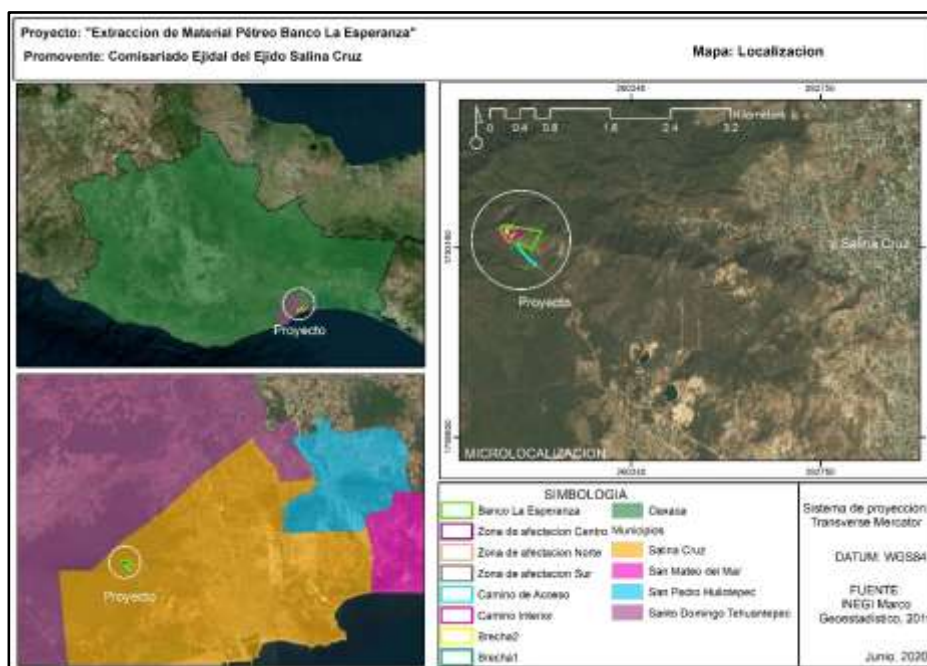 Proyecto: "Extraccion de Material Pétreo Banco La Esperanza"
Promovente: Comisariado Ejidal del Ejido Salina Cruz
Mapa: Localizacion
Proyecto
Kilometers
0 0.4 0.8 1.6 2.4 3.2
Salina Cruz
Proyecto
MICROLOCALIZACION
Proyecto
SIMBOLOGIA
Banco La Esperanza
Zona de afectacion Centro
Zona de afectacion Norte
Zona de afectacion Sur
Camino de Acceso
Camino Interior
Brecha2
Brecha1
Oaxaca
Municipios
Salina Cruz
San Mateo del Mar
San Pedro Huilotepec
Santo Domingo Tehuantepec
Sistema de proyeccion:
Transverse Mercator
DATUM: WGS84
FUENTE:
INEGI Marco
Geoestadistico, 201
Junio, 2020